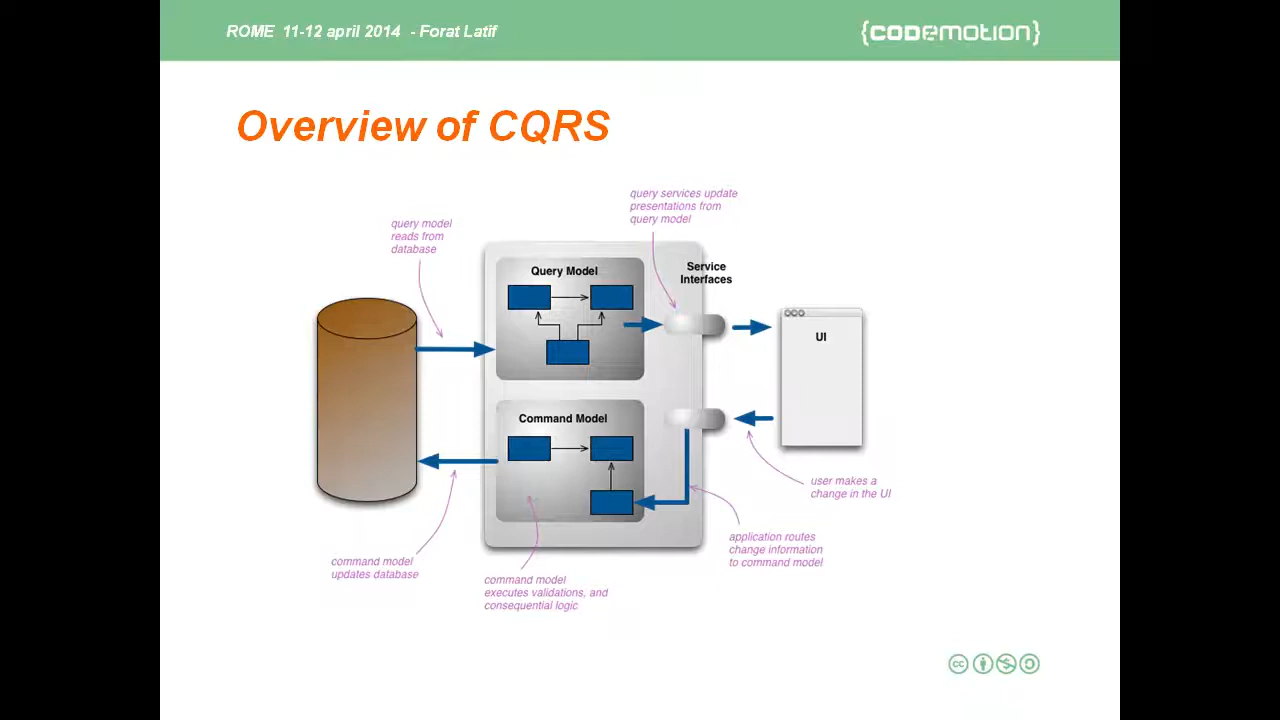 ROME 11-12 april 2014 - Forat Latif
{CODEMOTION}
Overview of CQRS
query services update
presentations from
query model
query model
reads from
database
Query Model
Service
Interfaces
UI
Command Model
user makes a
change in the UI
application routes
change information
to command model
command model
updates database
command model
executes validations, and
consequential logic
cc